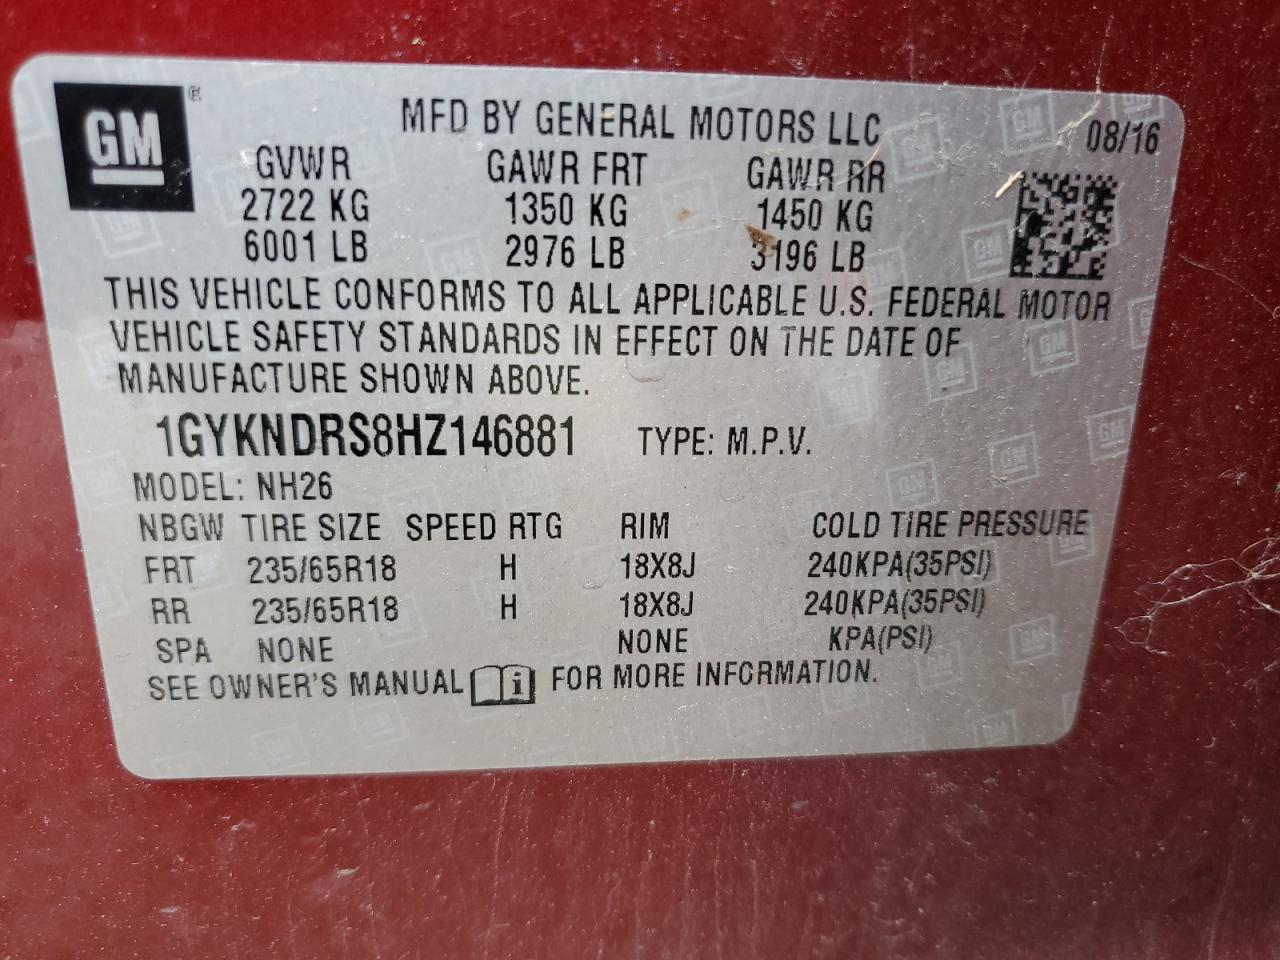 GM ®
MFD BY GENERAL MOTORS LLC 08/16
GVWR GAWR FRT GAWR RR
2722 KG 1350 KG 1450 KG
6001 LB 2976 LB 3196 LB
THIS VEHICLE CONFORMS TO ALL APPLICABLE U.S. FEDERAL MOTOR
VEHICLE SAFETY STANDARDS IN EFFECT ON THE DATE OF
MANUFACTURE SHOWN ABOVE.
1GYKNDRS8HZ146881 TYPE: M.P.V.
MODEL: NH26
NBGW TIRE SIZE SPEED RTG RIM COLD TIRE PRESSURE
FRT 235/65R18 H 18X8J 240KPA(35PSI)
RR 235/65R18 H 18X8J 240KPA(35PSI)
SPA NONE NONE KPA(PSI)
SEE OWNER'S MANUAL i FOR MORE INFORMATION.